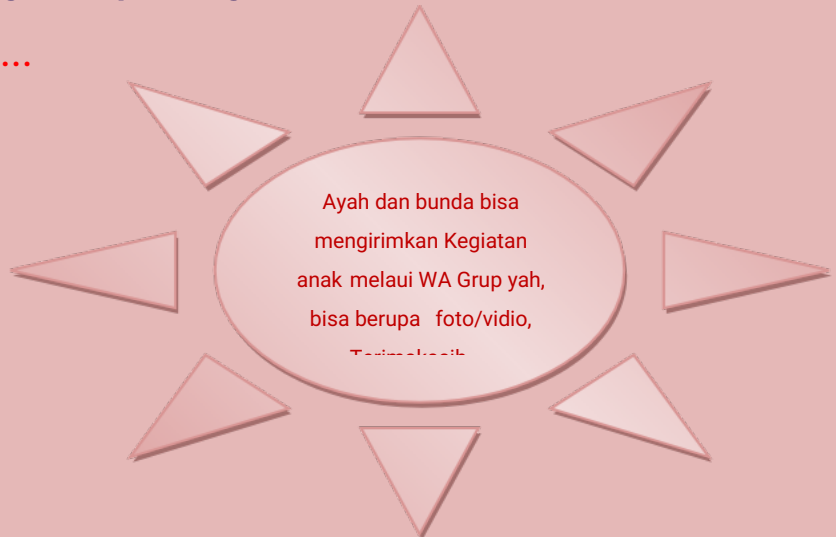 ...
Ayah dan bunda bisa
mengirimkan Kegiatan
anak melaui WA Grup yah,
bisa berupa foto/vidio,